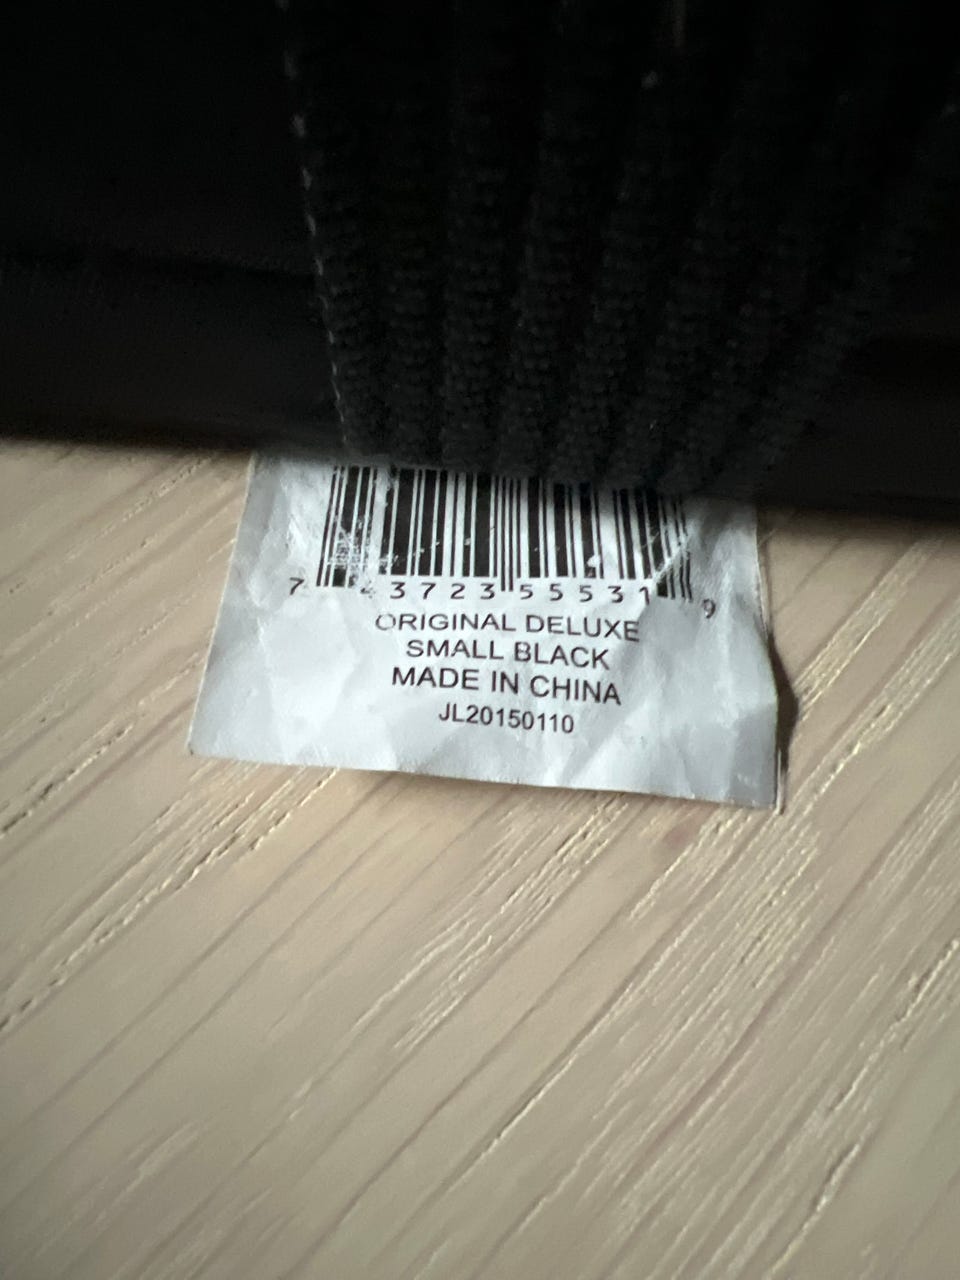 7 43723 55531 9
ORIGINAL DELUXE
SMALL BLACK
MADE IN CHINA
JL20150110